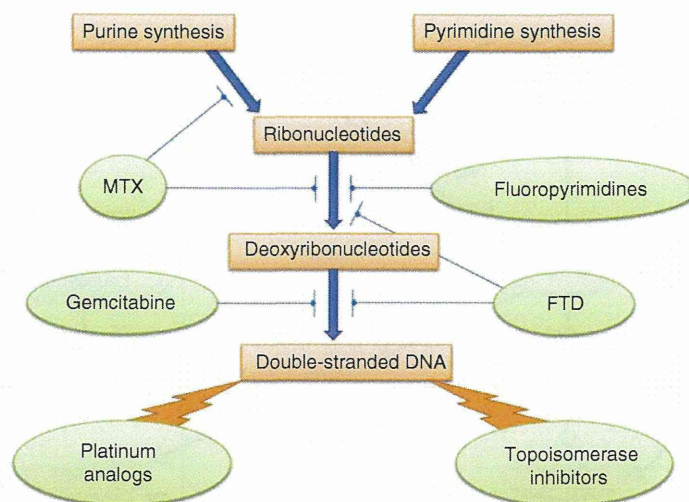 Purine synthesis
Pyrimidine synthesis
Ribonucleotides
MTX
Fluoropyrimidines
Deoxyribonucleotides
Gemcitabine
FTD
Double-stranded DNA
Platinum
analogs
Topoisomerase
inhibitors